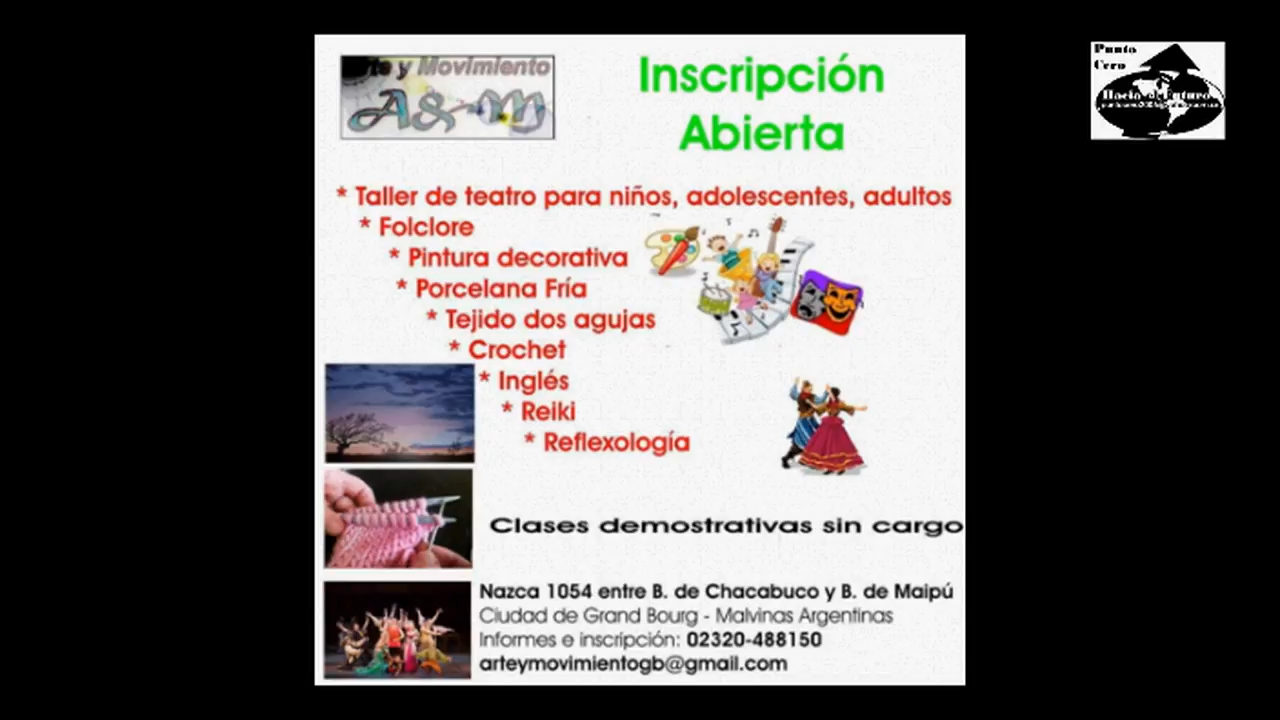 Arte y Movimiento
A&M
Inscripción
Abierta
* Taller de teatro para niños, adolescentes, adultos
* Folclore
* Pintura decorativa
* Porcelana Fría
* Tejido dos agujas
* Crochet
* Inglés
* Reiki
* Reflexología
Clases demostrativas sin cargo
Nazca 1054 entre B. de Chacabuco y B. de Maipú
Ciudad de Grand Bourg - Malvinas Argentinas
Informes e inscripción: 02320-488150
arteymovimientogb@gmail.com
Punto
Cero
Hacia el Futuro